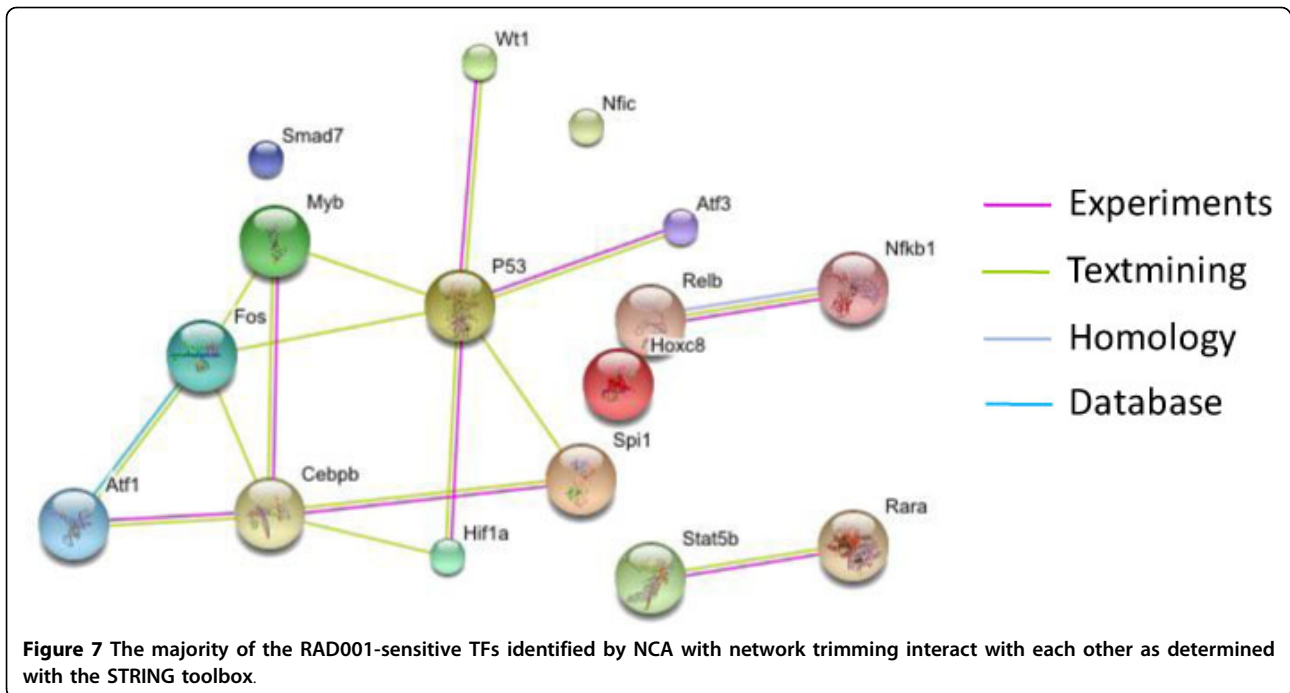 Wt1
Nfic
Smad7
Myb
Atf3
P53
Relb
Nfkb1
Fos
Hoxc8
Spi1
Atf1
Cebpb
Hif1a
Stat5b
Rara
Experiments
Textmining
Homology
Database
Figure 7 The majority of the RAD001-sensitive TFs identified by NCA with network trimming interact with each other as determined
with the STRING toolbox.